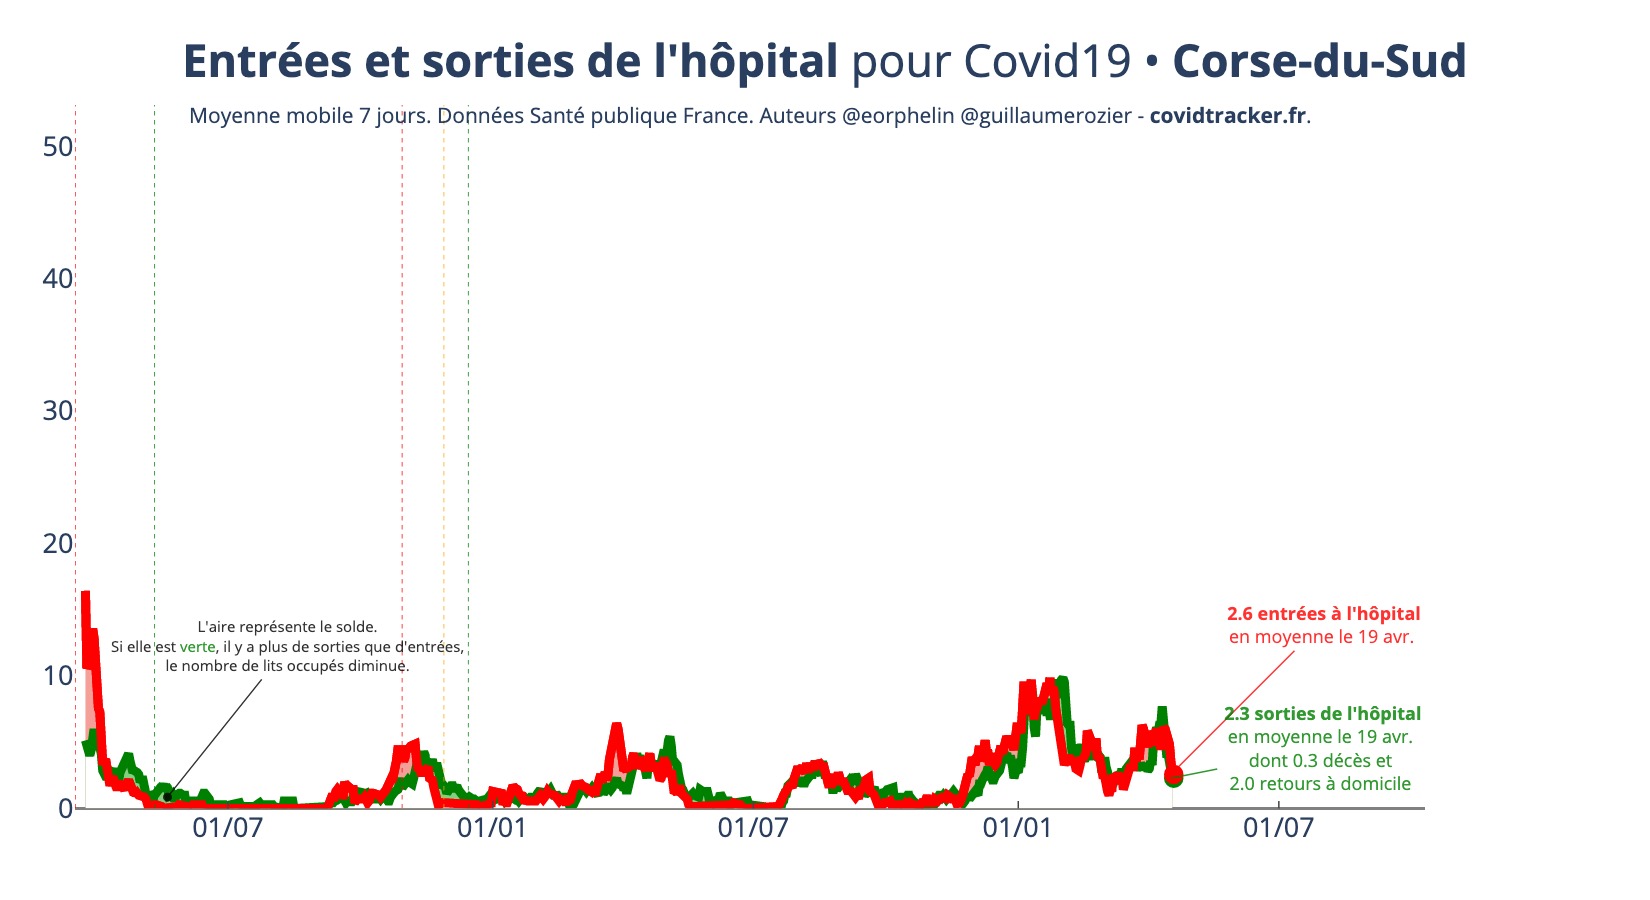 Entrées et sorties de l'hôpital pour Covid19 • Corse-du-Sud
Moyenne mobile 7 jours. Données Santé publique France. Auteurs @eorphelin @guillaumerozier - covidtracker.fr.
50
40
30
20
10
0
L'aire représente le solde.
Si elle est verte, il y a plus de sorties que d'entrées,
le nombre de lits occupés diminue.
2.6 entrées à l'hôpital
en moyenne le 19 avr.
2.3 sorties de l'hôpital
en moyenne le 19 avr.
dont 0.3 décès et
2.0 retours à domicile
01/07
01/01
01/07
01/01
01/07